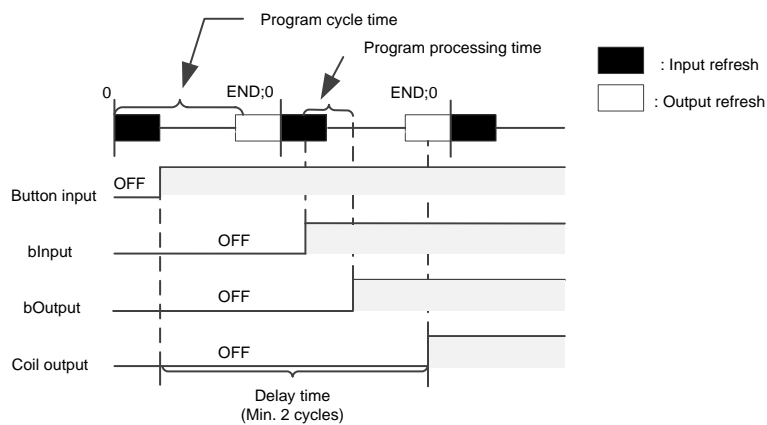 Program cycle time
Program processing time
: Input refresh
: Output refresh
0
END;0
END;0
Button input
OFF
bInput
OFF
bOutput
OFF
Coil output
OFF
Delay time
(Min. 2 cycles)